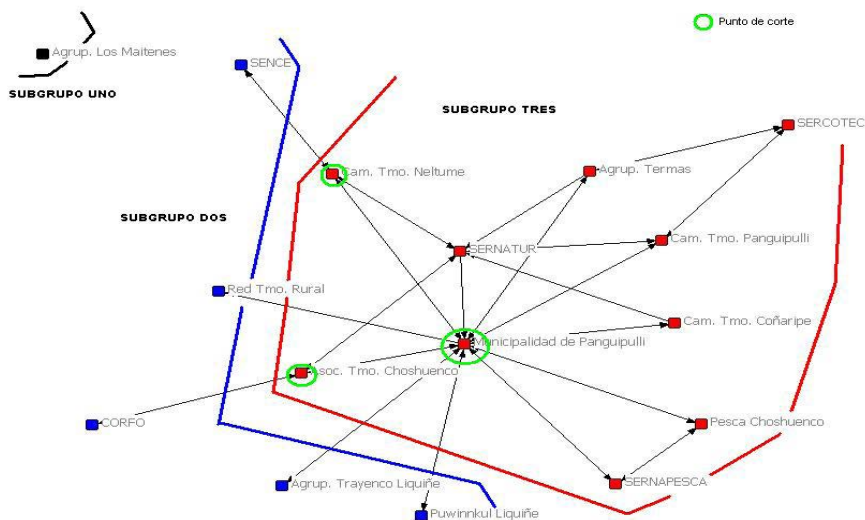 Punto de corte
Agrup. Los Maitenes
SENCE
SUBGRUPO UNO
SUBGRUPO TRES
SERCOTEC
Cam. Tmo. Neltume
Agrup. Termas
SUBGRUPO DOS
SERNATUR
Cam. Tmo. Panguipulli
Red Tmo. Rural
Cam. Tmo. Coñaripe
Municipalidad de Panguipulli
Asoc. Tmo. Choshuenco
CORFO
Pesca Choshuenco
Agrup. Trayenco Liquiñe
SERNAPESCA
Puwinnkul Liquiñe